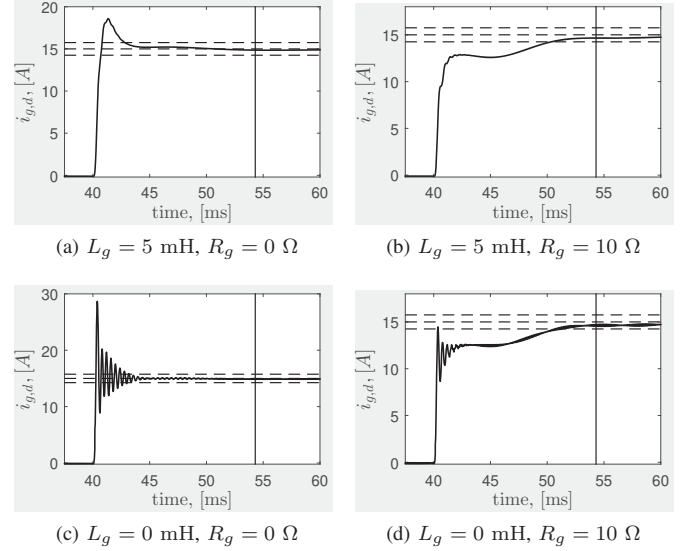 20
15
10
5
0
i_{g,d}, [A]
40 45 50 55 60
time, [ms]
(a) L_g = 5 mH, R_g = 0 Ω
15
10
5
0
i_{g,d}, [A]
40 45 50 55 60
time, [ms]
(b) L_g = 5 mH, R_g = 10 Ω
30
20
10
0
i_{g,d}, [A]
40 45 50 55 60
time, [ms]
(c) L_g = 0 mH, R_g = 0 Ω
15
10
5
0
i_{g,d}, [A]
40 45 50 55 60
time, [ms]
(d) L_g = 0 mH, R_g = 10 Ω